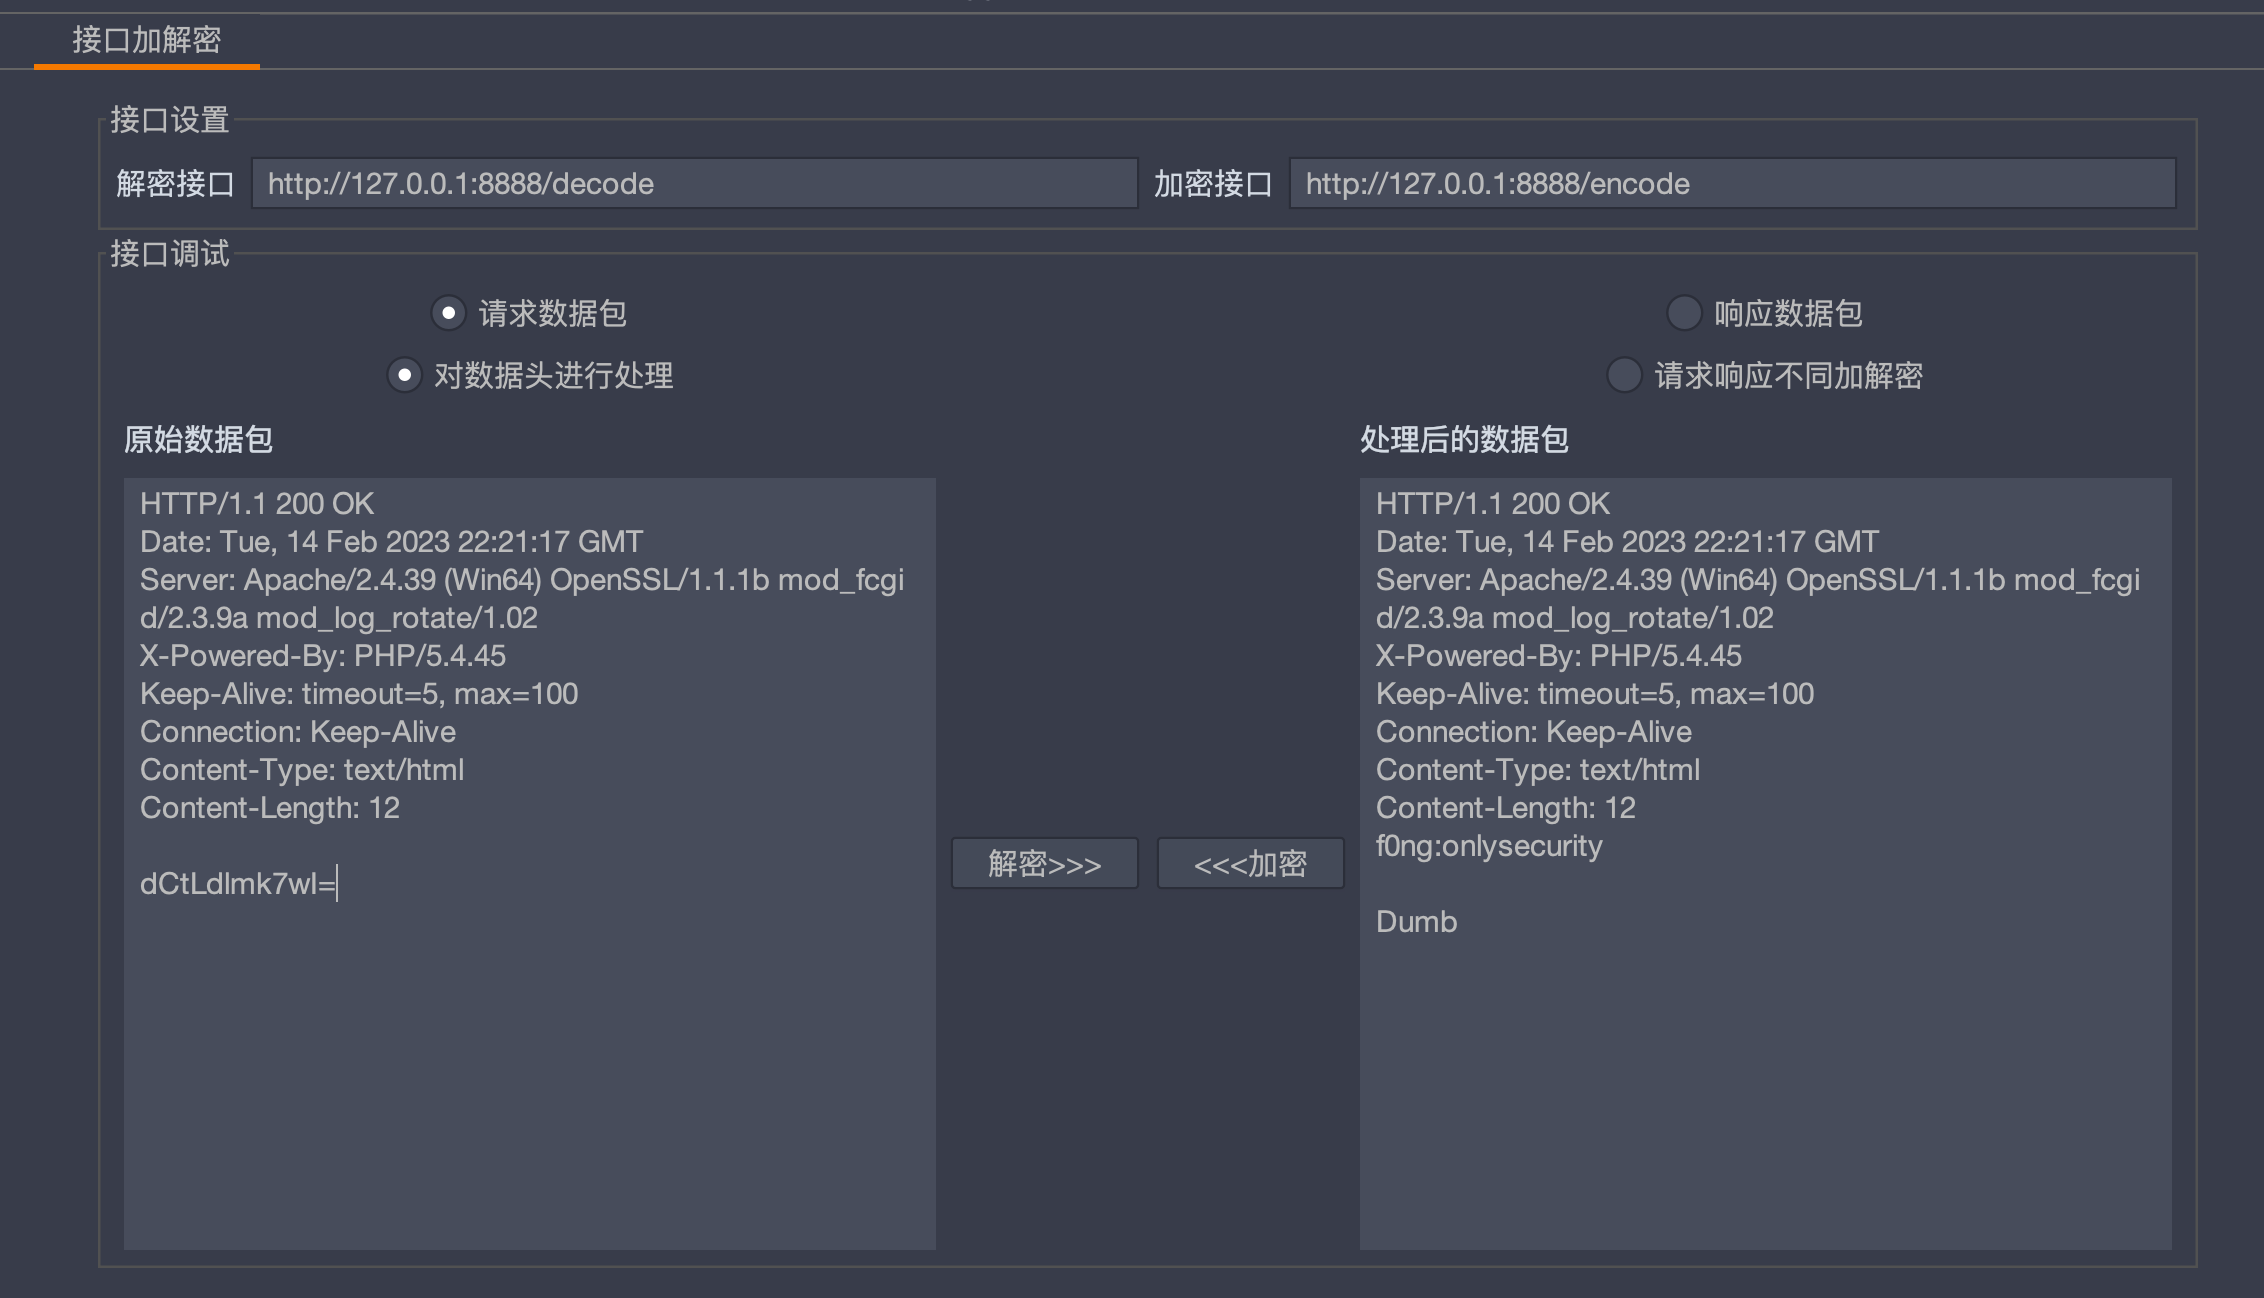 接口加解密
接口设置
解密接口 http://127.0.0.1:8888/decode 加密接口 http://127.0.0.1:8888/encode
接口调试
请求数据包 响应数据包
对数据头进行处理 请求响应不同加解密
原始数据包
HTTP/1.1 200 OK
Date: Tue, 14 Feb 2023 22:21:17 GMT
Server: Apache/2.4.39 (Win64) OpenSSL/1.1.1b mod_fcgi
d/2.3.9a mod_log_rotate/1.02
X-Powered-By: PHP/5.4.45
Keep-Alive: timeout=5, max=100
Connection: Keep-Alive
Content-Type: text/html
Content-Length: 12
dCtLdImk7wI=
解密>>> <<<加密
处理后的数据包
HTTP/1.1 200 OK
Date: Tue, 14 Feb 2023 22:21:17 GMT
Server: Apache/2.4.39 (Win64) OpenSSL/1.1.1b mod_fcgi
d/2.3.9a mod_log_rotate/1.02
X-Powered-By: PHP/5.4.45
Keep-Alive: timeout=5, max=100
Connection: Keep-Alive
Content-Type: text/html
Content-Length: 12
f0ng:onlysecurity
Dumb